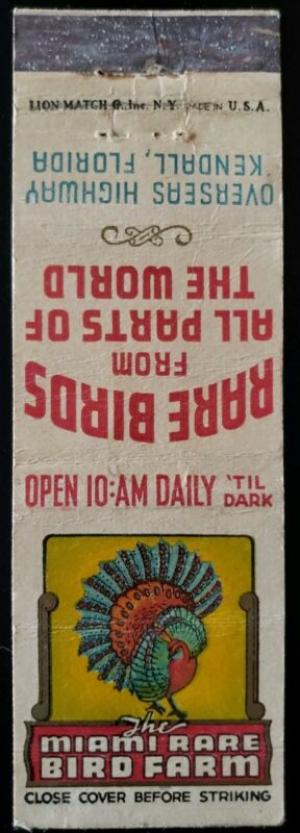 LION MATCH CO., Inc. N.Y. MADE IN U.S.A.
RARE BIRDS
FROM
ALL PARTS OF
THE WORLD
OVERSEAS HIGHWAY
KENDALL, FLORIDA
OPEN 10:AM DAILY 'TIL DARK
The
MIAMI RARE
BIRD FARM
CLOSE COVER BEFORE STRIKING